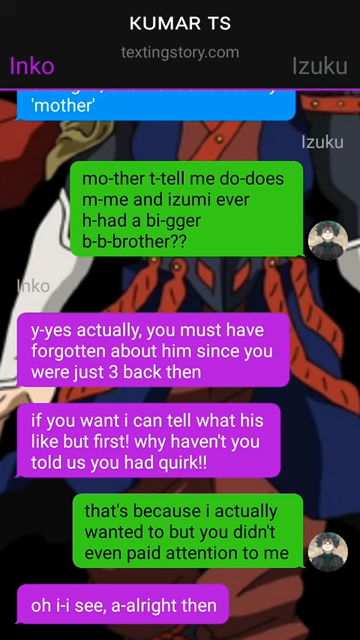 KUMAR TS
textingstory.com
Inko
Izuku
'mother'
Izuku
mo-ther t-tell me do-does
m-me and izumi ever
h-had a bi-gger
b-b-brother??
Inko
y-yes actually, you must have
forgotten about him since you
were just 3 back then
if you want i can tell what his
like but first! why haven't you
told us you had quirk!!
that's because i actually
wanted to but you didn't
even paid attention to me
oh i-i see, a-alright then